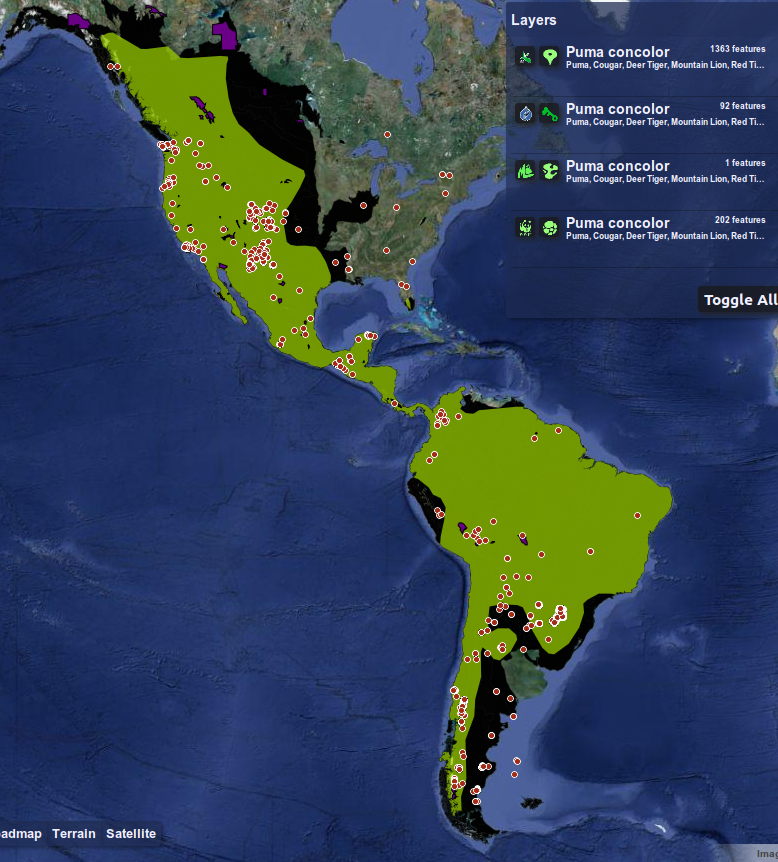 Layers
Puma concolor 1363 features
Puma, Cougar, Deer Tiger, Mountain Lion, Red Ti...
Puma concolor 92 features
Puma, Cougar, Deer Tiger, Mountain Lion, Red Ti...
Puma concolor 1 features
Puma, Cougar, Deer Tiger, Mountain Lion, Red Ti...
Puma concolor 202 features
Puma, Cougar, Deer Tiger, Mountain Lion, Red Ti...
Toggle All
admap Terrain Satellite
Imag